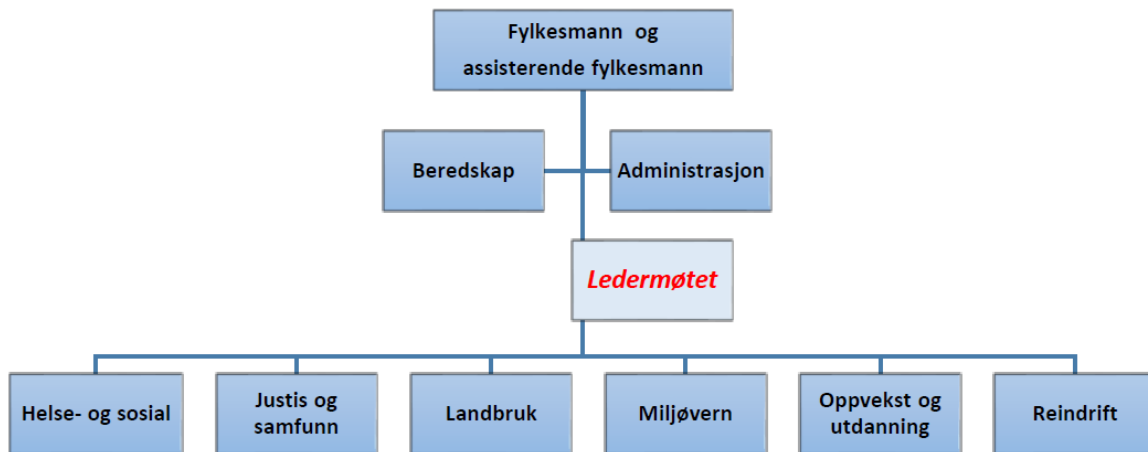 Fylkesmann og
assisterende fylkesmann
Beredskap
Administrasjon
Ledermøtet
Helse- og sosial
Justis og
samfunn
Landbruk
Miljøvern
Oppvekst og
utdanning
Reindrift